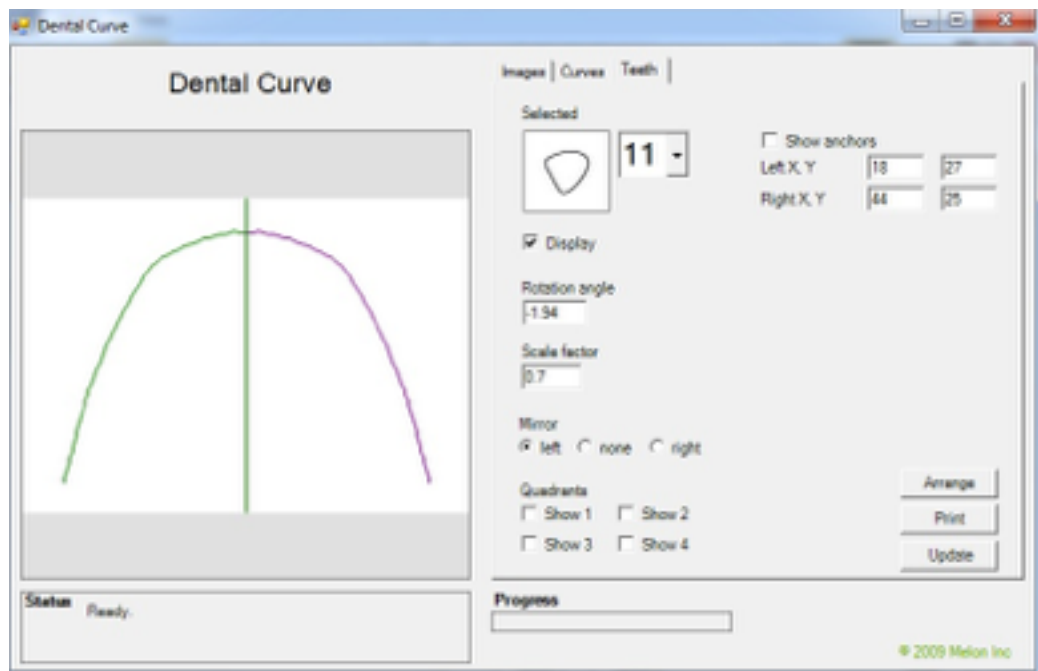 Dental Curve
Dental Curve
Images Curves Teeth
Selected
11
Show anchors
Left X, Y 18 27
Right X, Y 44 25
Display
Rotation angle
-1.94
Scale factor
0.7
Mirror
left none right
Quadrants
Show 1 Show 2
Show 3 Show 4
Arrange
Print
Update
Status Ready.
Progress
© 2009 Melon Inc